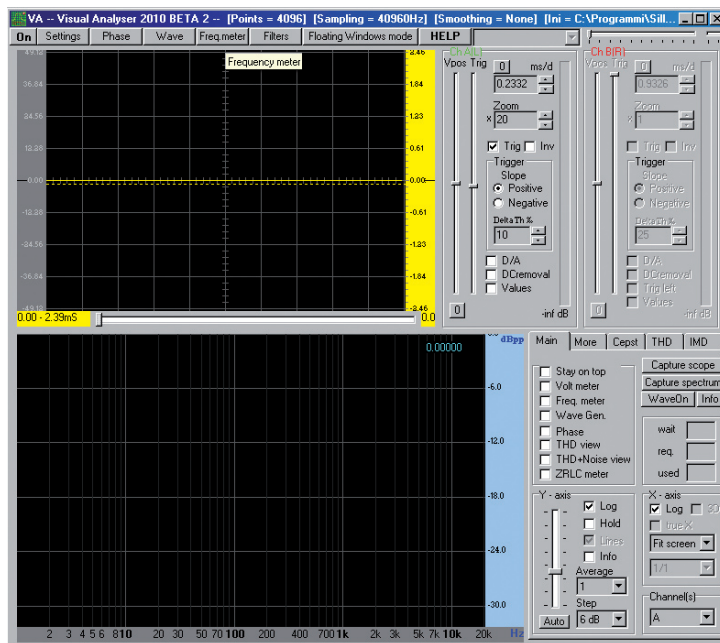 VA -- Visual Analyser 2010 BETA 2 -- [Points = 4096] [Sampling = 40960Hz] [Smoothing = None] [Ini = C:\Programmi\Sill
On Settings Phase Wave Freq.meter Filters Floating Windows mode HELP
Frequency meter
36.84
24.56
12.28
0.00
-12.28
-24.56
-36.84
-49.12
2.46
1.84
1.23
0.61
0.00
-0.61
-1.23
-1.84
-2.46
0.00 - 2.39mS
0.0
Ch A(L)
Vpos Trig
0 ms/d
0.2332
Zoom
× 20
Trig Inv
Trigger
Slope
Positive
Negative
DeltaTh %
10
D/A
DCremoval
Values
0
-inf dB
Ch B(R)
Vpos Trig
0 ms/d
0.9326
Zoom
× 1
Trig Inv
Trigger
Slope
Positive
Negative
DeltaTh %
25
D/A
DCremoval
Trig left
Values
0
-inf dB
0.00000
dBpp
-6.0
-12.0
-18.0
-24.0
-30.0
2 3 4 5 6 8 10 20 30 50 70 100 200 400 700 1k 2k 3k 5k 7k 10k 20k Hz
Main More Cepst THD IMD
Stay on top
Volt meter
Freq. meter
Wave Gen.
Phase
THD view
THD+Noise view
ZRLC meter
Capture scope
Capture spectrum
WaveOn Info
wait
req.
used
Y - axis
Log
Hold
Lines
Info
Average
1
Step
Auto 6 dB
X - axis
Log
true X
Fit screen
1/1
Channel(s)
A